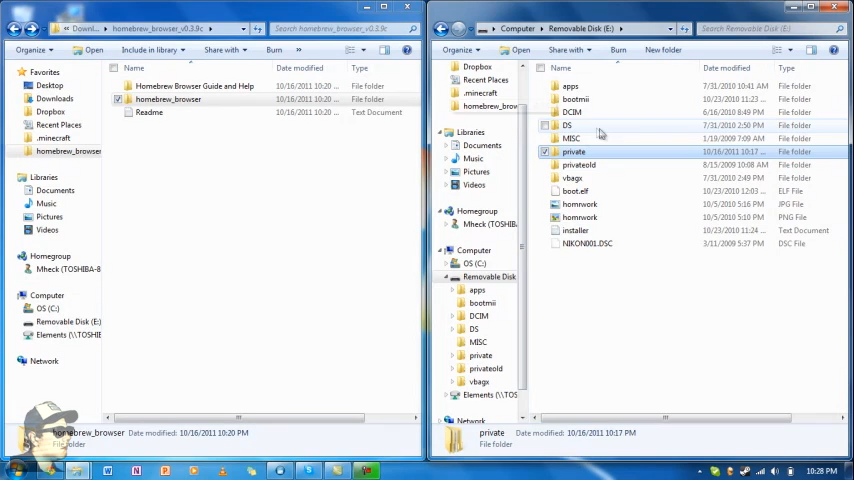 « Downl... ▸ homebrew_browser_v0.3.9c ▸
Search homebrew_browser_v0.3.9c
Organize ▾ Open Include in library ▾ Share with ▾ Burn »
Name Date modified Type
Favorites
Desktop
Downloads
Dropbox
Recent Places
.minecraft
homebrew_browser
Libraries
Documents
Music
Pictures
Videos
Homegroup
Mheck (TOSHIBA-8
Computer
OS (C:)
Removable Disk (E:)
Elements (\\TOSHIB
Network
Homebrew Browser Guide and Help 10/16/2011 10:20 ... File folder
homebrew_browser 10/16/2011 10:20 ... File folder
Readme 10/16/2011 10:20 ... Text Document
homebrew_browser Date modified: 10/16/2011 10:20 PM
File folder
▸ Computer ▸ Removable Disk (E:) ▸
Search Removable Disk (E:)
Organize ▾ Open Share with ▾ Burn New folder
Name Date modified Type
Dropbox
Recent Places
.minecraft
homebrew_brow
Libraries
Documents
Music
Pictures
Videos
Homegroup
Mheck (TOSHIB
Computer
OS (C:)
Removable Disk
apps
bootmii
DCIM
DS
MISC
private
privateold
vbagx
Elements (\\TOS
Network
apps 7/31/2010 10:41 AM File folder
bootmii 10/23/2010 11:23 ... File folder
DCIM 6/16/2010 8:49 PM File folder
DS 7/31/2010 2:50 PM File folder
MISC 1/19/2009 7:09 AM File folder
private 10/16/2011 10:17 ... File folder
privateold 8/15/2009 10:08 AM File folder
vbagx 7/31/2010 2:49 PM File folder
boot.elf 10/23/2010 12:03 ... ELF File
homrwork 10/5/2010 5:16 PM JPG File
homrwork 10/5/2010 5:10 PM PNG File
installer 10/23/2010 11:24 ... Text Document
NIKON001.DSC 3/11/2009 5:37 PM DSC File
private Date modified: 10/16/2011 10:17 PM
File folder
10:28 PM